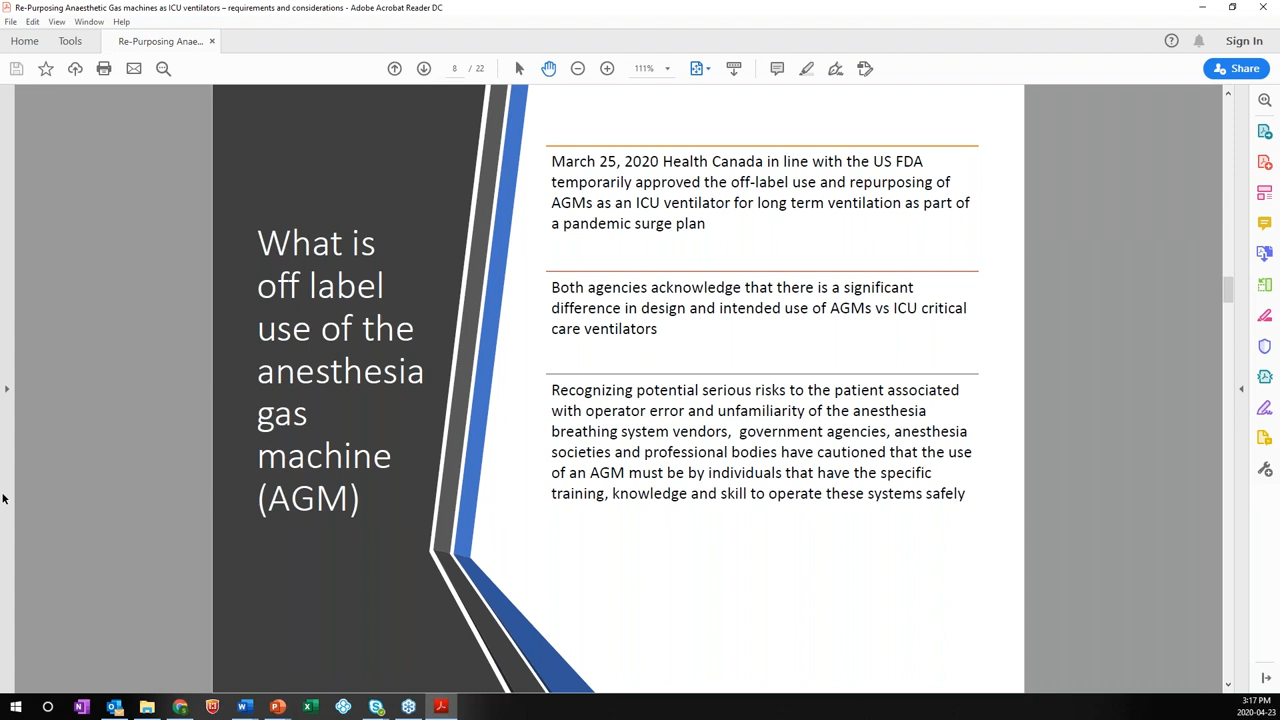 Re-Purposing Anaesthetic Gas machines as ICU ventilators – requirements and considerations - Adobe Acrobat Reader DC
File Edit View Window Help
Home Tools Re-Purposing Anae... × Sign In
8 / 22 111% Share
What is
off label
use of the
anesthesia
gas
machine
(AGM)
March 25, 2020 Health Canada in line with the US FDA
temporarily approved the off-label use and repurposing of
AGMs as an ICU ventilator for long term ventilation as part of
a pandemic surge plan
Both agencies acknowledge that there is a significant
difference in design and intended use of AGMs vs ICU critical
care ventilators
Recognizing potential serious risks to the patient associated
with operator error and unfamiliarity of the anesthesia
breathing system vendors, government agencies, anesthesia
societies and professional bodies have cautioned that the use
of an AGM must be by individuals that have the specific
training, knowledge and skill to operate these systems safely
3:17 PM
2020-04-23